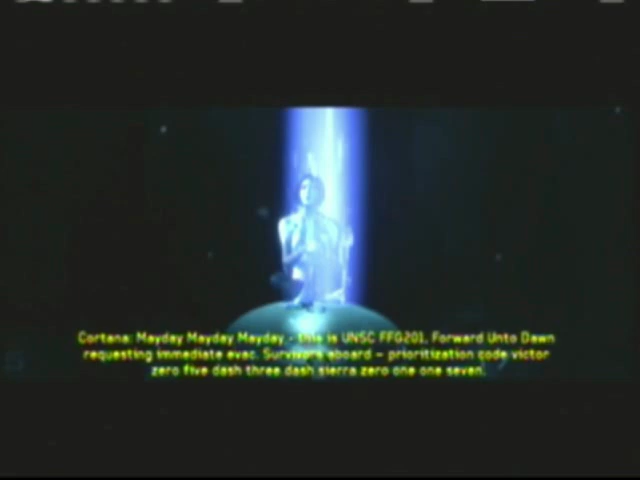 Cortana: Mayday Mayday Mayday - this is UNSC FFG201, Forward Unto Dawn
requesting immediate evac. Survivors aboard - prioritization code victor
zero five dash three dash sierra zero one one seven.